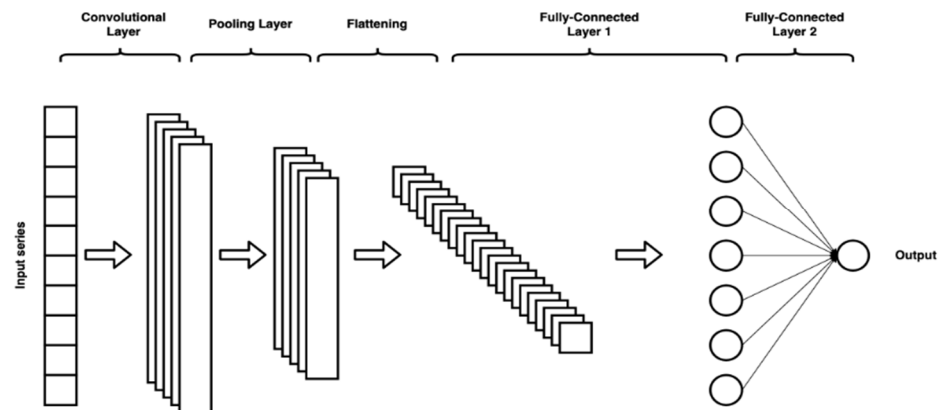 Convolutional
Layer
Pooling Layer
Flattening
Fully-Connected
Layer 1
Fully-Connected
Layer 2
Input series
Output